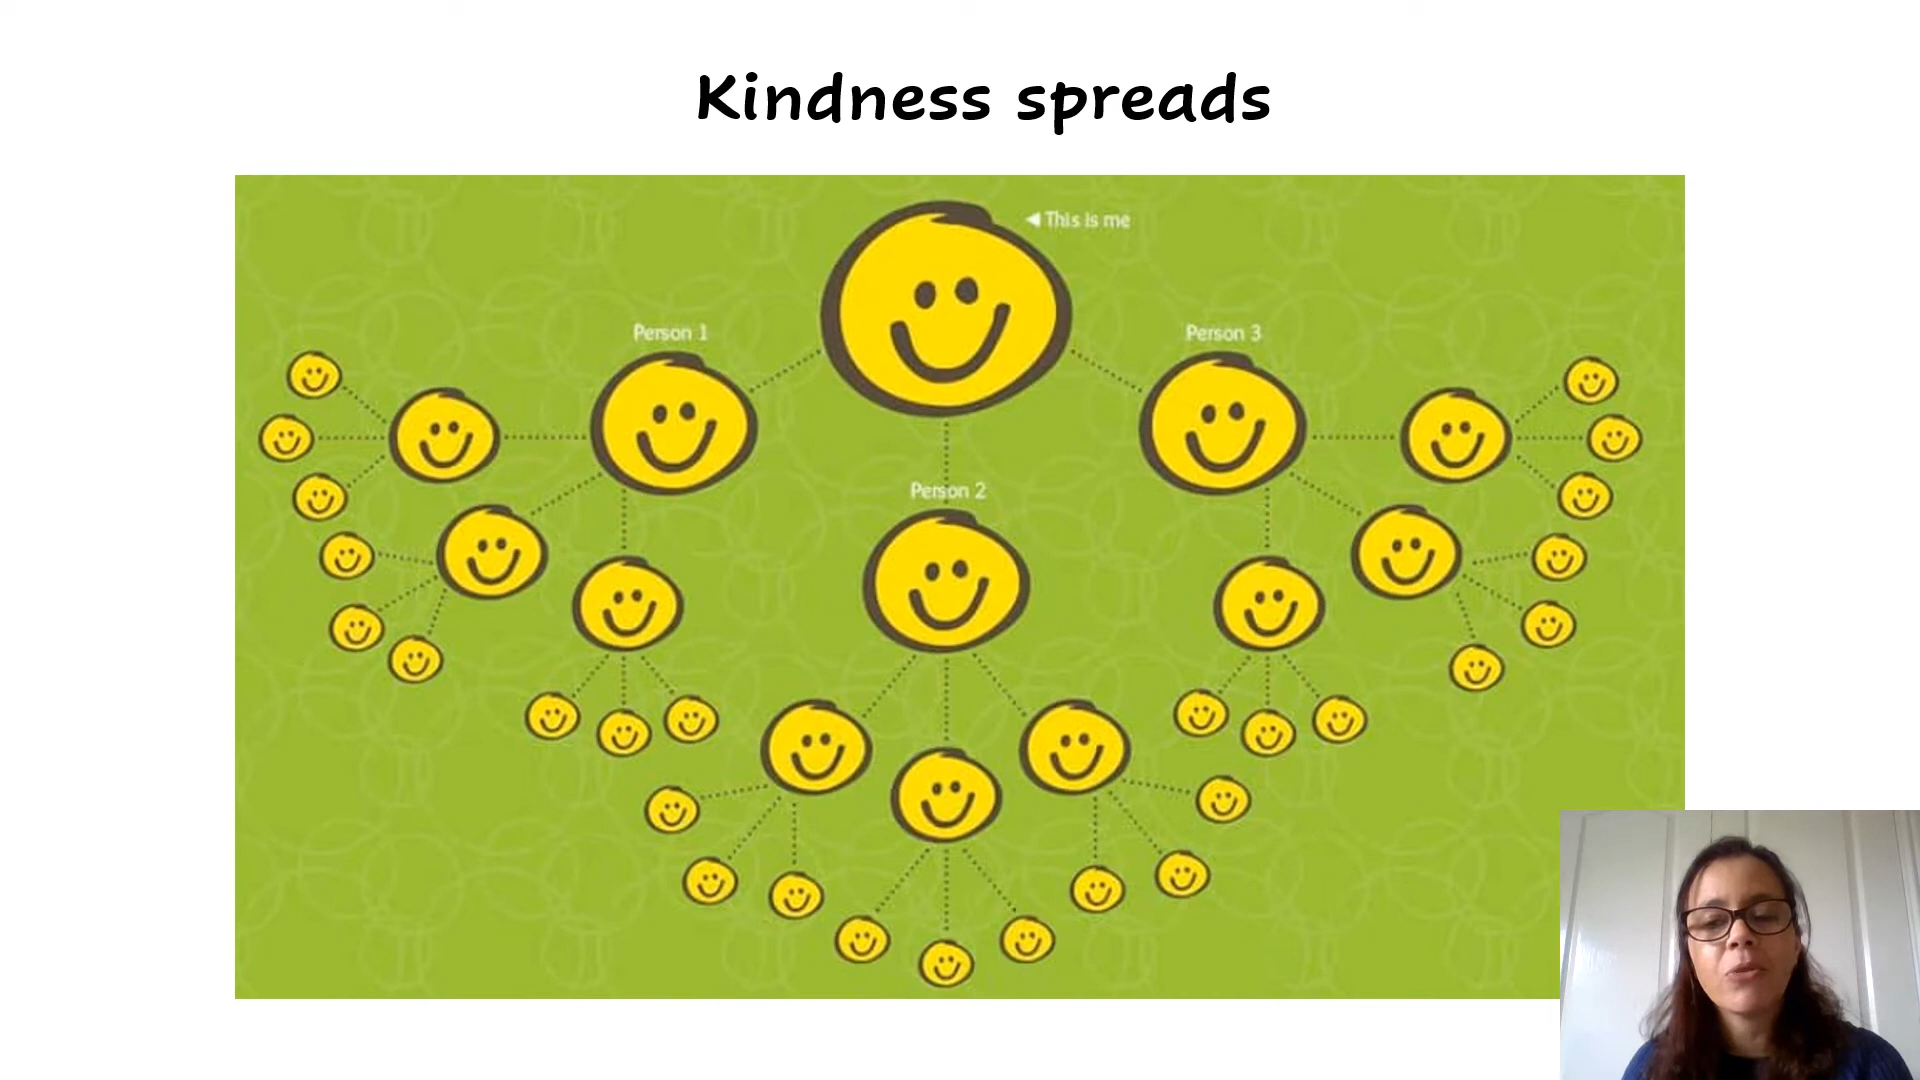 Kindness spreads
◀ This is me
Person 1
Person 3
Person 2